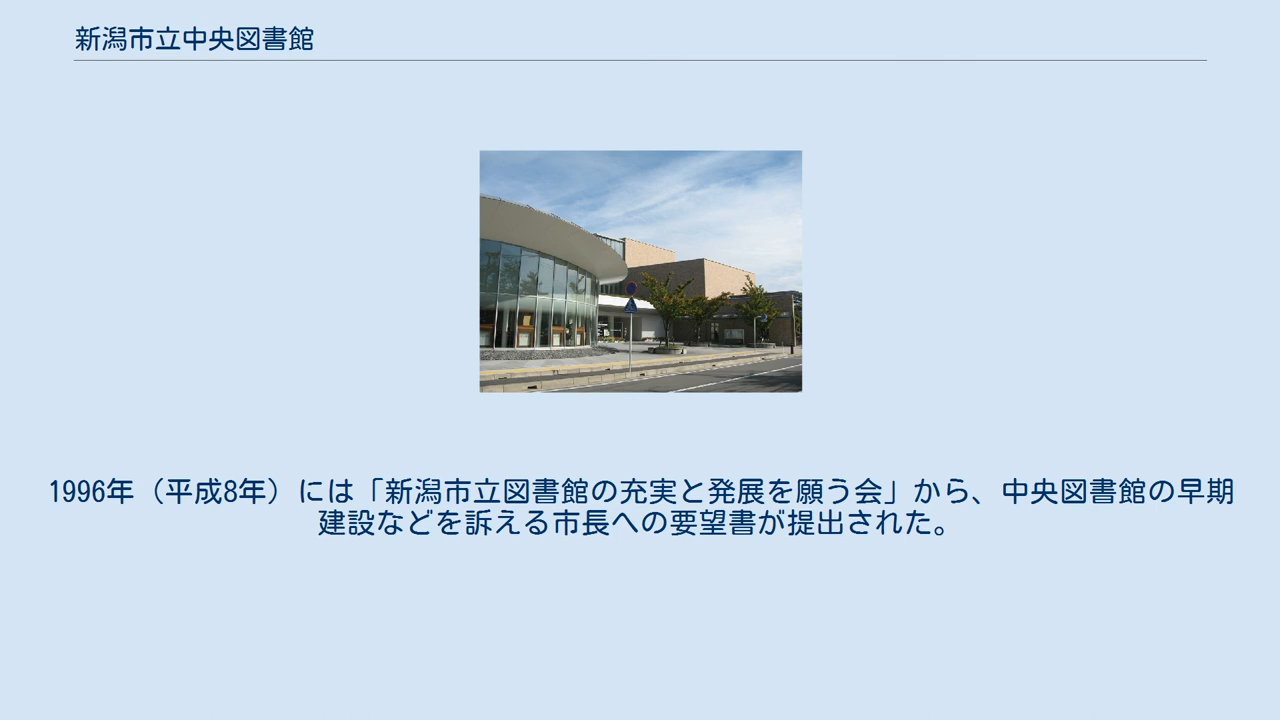 新潟市立中央図書館
1996年（平成8年）には「新潟市立図書館の充実と発展を願う会」から、中央図書館の早期
建設などを訴える市長への要望書が提出された。